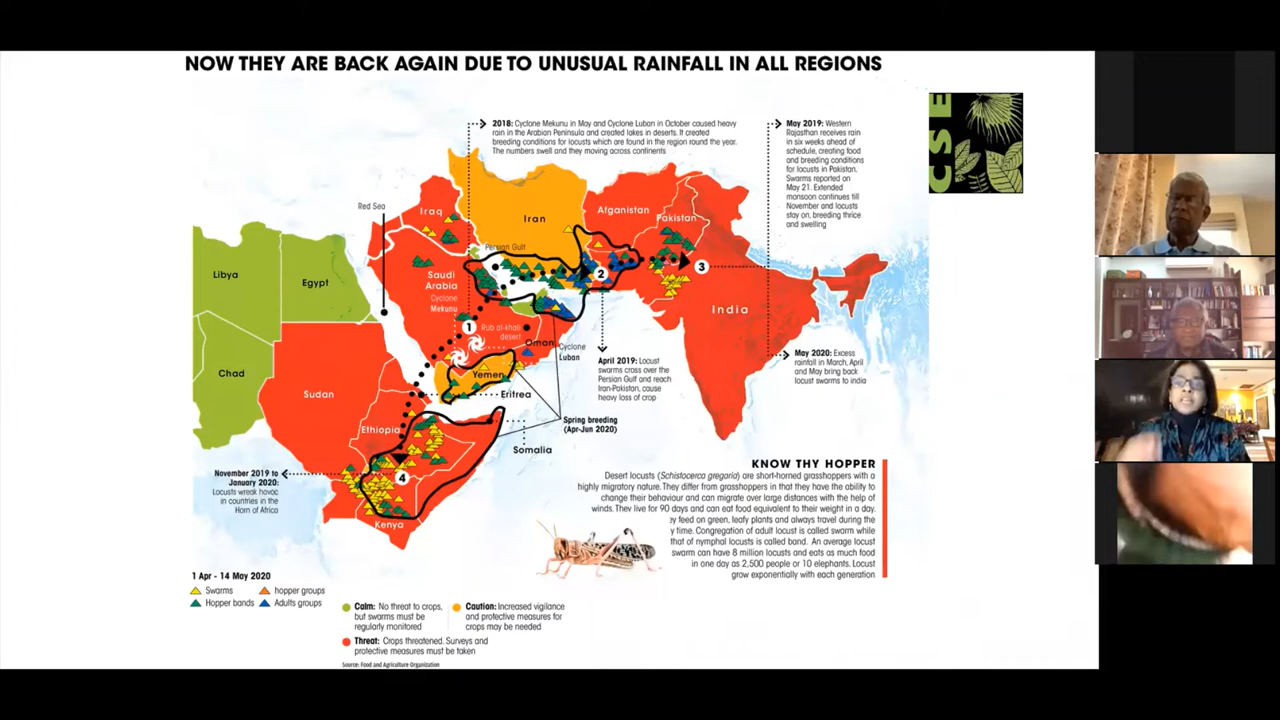 NOW THEY ARE BACK AGAIN DUE TO UNUSUAL RAINFALL IN ALL REGIONS
CSE
2018: Cyclone Mekunu in May and Cyclone Luban in October caused heavy
rain in the Arabian Peninsula and created lakes in deserts. It created
breeding conditions for locusts which are found in the region round the year.
The numbers swell and they moving across continents
May 2019: Western
Rajasthan receives rain
in six weeks ahead of
schedule, creating food
and breeding conditions
for locusts in Pakistan.
Swarms reported on
May 21. Extended
monsoon continues till
November and locusts
stay on, breeding thrice
and swelling
Red Sea
Iraq
Iran
Afganistan
Pakistan
Persian Gulf
Libya
Egypt
Saudi
Arabia
Cyclone
Mekunu
1
2
3
Rub al-khali
desert
Oman
Cyclone
Luban
India
Chad
Sudan
Yemen
Eritrea
Ethiopia
Somalia
4
Kenya
April 2019: Locust
swarms cross over the
Persian Gulf and reach
Iran-Pakistan, cause
heavy loss of crop
May 2020: Excess
rainfall in March, April
and May bring back
locust swarms to india
Spring breeding
(Apr-Jun 2020)
November 2019 to
January 2020:
Locusts wreak havoc
in countries in the
Horn of Africa
KNOW THY HOPPER
Desert locusts (Schistocerca gregaria) are short-horned grasshoppers with a
highly migratory nature. They differ from grasshoppers in that they have the ability to
change their behaviour and can migrate over large distances with the help of
winds. They live for 90 days and can eat food equivalent to their weight in a day.
ey feed on green, leafy plants and always travel during the
y time. Congregation of adult locust is called swarm while
that of nymphal locusts is called band. An average locust
swarm can have 8 million locusts and eats as much food
in one day as 2,500 people or 10 elephants. Locust
grow exponentially with each generation
1 Apr - 14 May 2020
Swarms
hopper groups
Hopper bands
Adults groups
Calm: No threat to crops,
but swarms must be
regularly monitored
Caution: Increased vigilance
and protective measures for
crops may be needed
Threat: Crops threatened. Surveys and
protective measures must be taken
Source: Food and Agriculture Organization